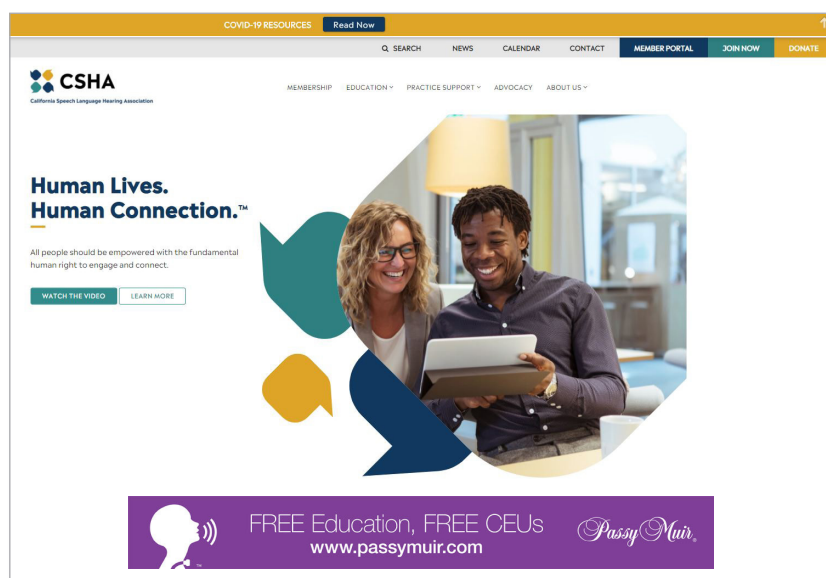 COVID-19 RESOURCES Read Now
SEARCH NEWS CALENDAR CONTACT MEMBER PORTAL JOIN NOW DONATE
CSHA
California Speech Language Hearing Association
MEMBERSHIP EDUCATION PRACTICE SUPPORT ADVOCACY ABOUT US
Human Lives.
Human Connection.™
All people should be empowered with the fundamental
human right to engage and connect.
WATCH THE VIDEO LEARN MORE
FREE Education, FREE CEUs
www.passymuir.com
Passy Muir®
™